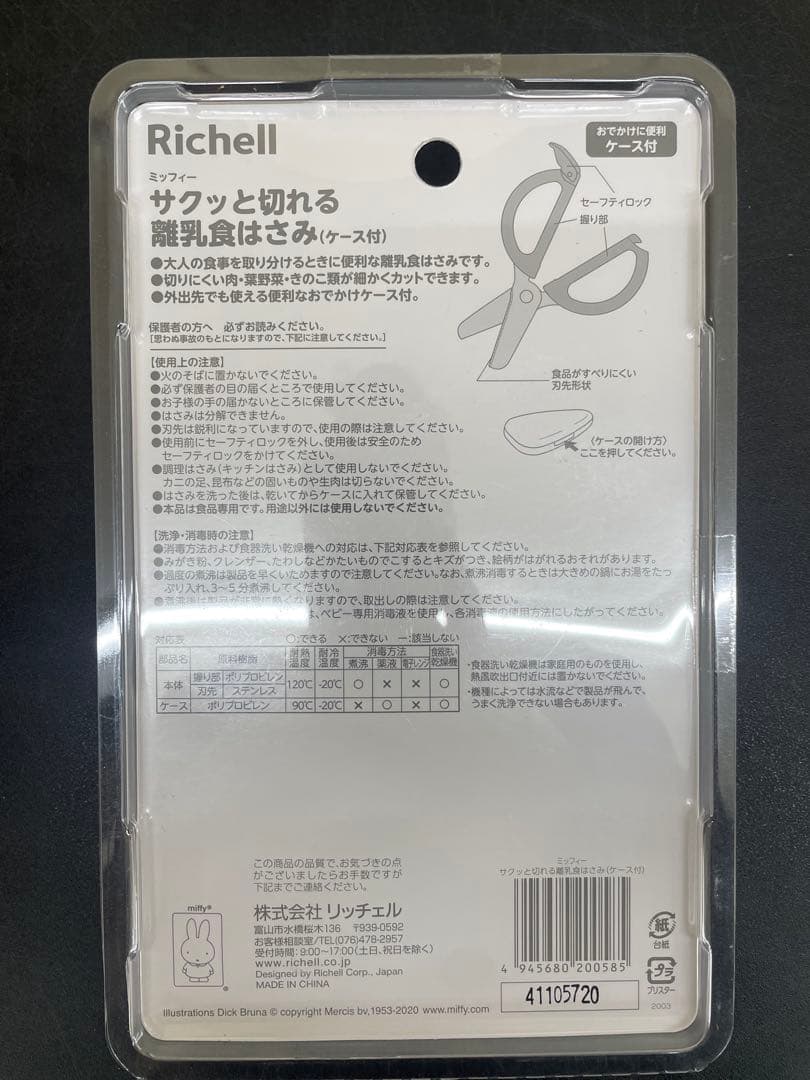 Richell
おでかけに便利
ケース付
ミッフィー
サクッと切れる
離乳食はさみ(ケース付)
●大人の食事を取り分けるときに便利な離乳食はさみです。
●切りにくい肉・葉野菜・きのこ類が細かくカットできます。
●外出先でも使える便利なおでかけケース付。
セーフティロック
握り部
食品がすべりにくい
刃先形状
〈ケースの開け方〉
ここを押してください。
保護者の方へ 必ずお読みください。
[思わぬ事故のもとになりますので、下記に注意してください。]
【使用上の注意】
●火のそばに置かないでください。
●必ず保護者の目の届くところで使用してください。
●お子様の手の届かないところに保管してください。
●はさみは分解できません。
●刃先は鋭利になっていますので、使用の際は注意してください。
●使用前にセーフティロックを外し、使用後は安全のため
セーフティロックをかけてください。
●調理はさみ(キッチンはさみ)として使用しないでください。
カニの足、昆布などの固いものや生肉は切らないでください。
●はさみを洗った後は、乾いてからケースに入れて保管してください。
●本品は食品専用です。用途以外には使用しないでください。
【洗浄・消毒時の注意】
●消毒方法および食器洗い乾燥機への対応は、下記対応表を参照してください。
●みがき粉、クレンザー、たわしなどかたいものでこするとキズがつき、絵柄がはがれるおそれがあります。
●過度の煮沸は製品を早くいためますので注意してください。なお、煮沸消毒するときは大きめの鍋にお湯をたっ
ぷり入れ、3〜5分煮沸してください。
●煮沸後は製品が非常に熱くなりますので、取出しの際は注意してください。
は、ベビー専用消毒液を使用し、各消毒液の使用方法にしたがってください。
対応表 ○:できる ×:できない ー:該当しない
部品名 原料樹脂 耐熱温度 耐冷温度 消毒方法 煮沸 薬液 電子レンジ 食器洗い乾燥機
本体 握り部 ポリプロピレン 120℃ -20℃ ○ × × ○
刃先 ステンレス
ケース ポリプロピレン 90℃ -20℃ × ○ × ○
・食器洗い乾燥機は家庭用のものを使用し、
熱風吹出口付近には置かないでください。
・機種によっては水流などで製品が飛んで、
うまく洗浄できない場合もあります。
この商品の品質で、お気づきの点
がございましたらお手数ですが
下記までご連絡ください。
miffy®
株式会社 リッチェル
富山市水橋桜木136 〒939-0592
お客様相談室/TEL(076)478-2957
受付時間:9:00〜17:00(土日、祝日を除く)
www.richell.co.jp
Designed by Richell Corp., Japan
MADE IN CHINA
Illustrations Dick Bruna © copyright Mercis bv,1953-2020 www.miffy.com
ミッフィー
サクッと切れる離乳食はさみ(ケース付)
4 945680 200585
41105720
紙
台紙
プラ
ブリスター
2003